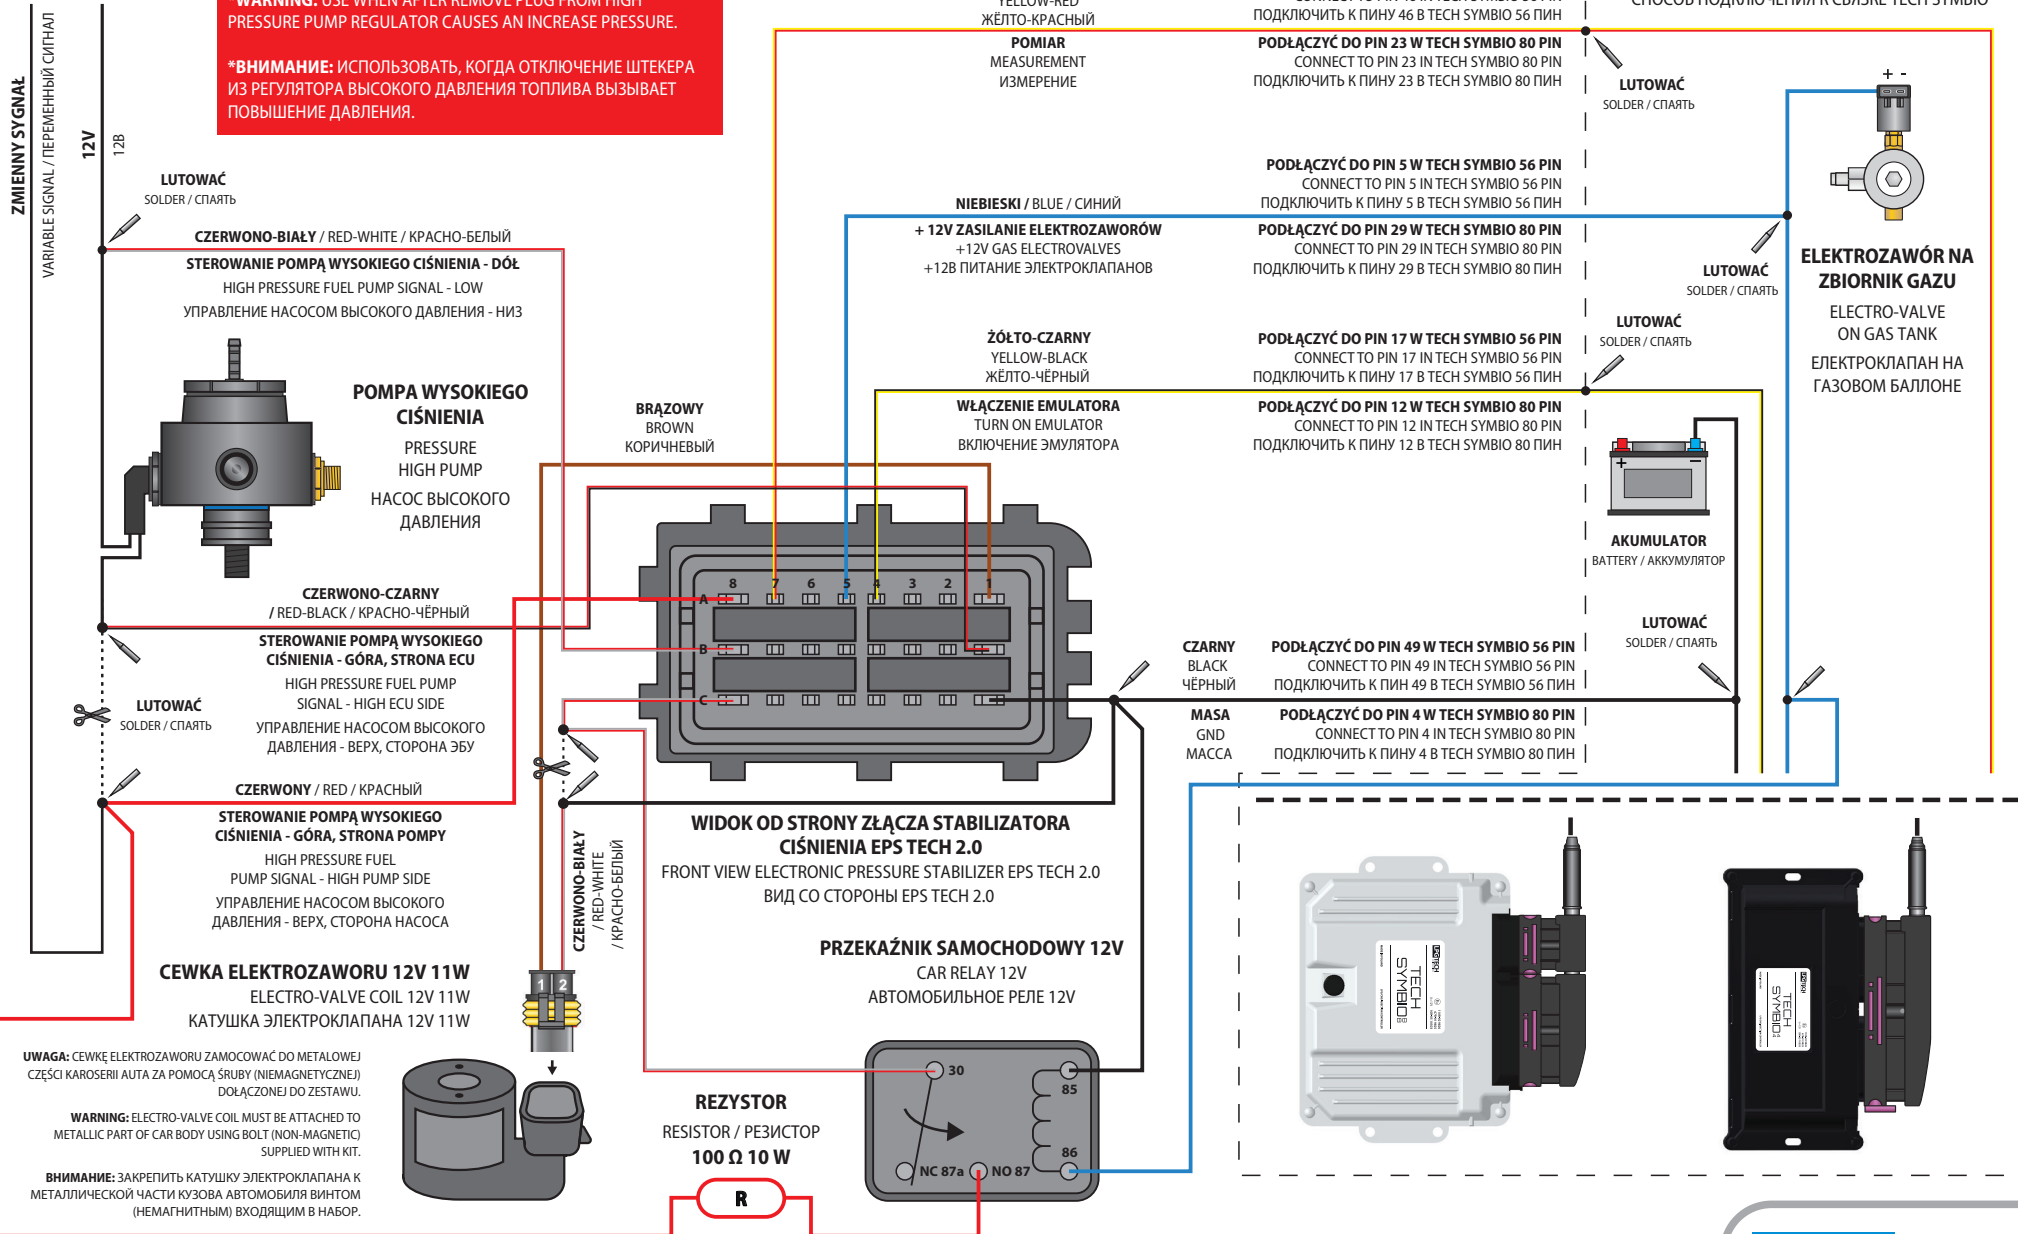 *WARNING: USE WHEN AFTER REMOVE PLUG FROM HIGH
PRESSURE PUMP REGULATOR CAUSES AN INCREASE PRESSURE.
*ВНИМАНИЕ: ИСПОЛЬЗОВАТЬ, КОГДА ОТКЛЮЧЕНИЕ ШТЕКЕРА
ИЗ РЕГУЛЯТОРА ВЫСОКОГО ДАВЛЕНИЯ ТОПЛИВА ВЫЗЫВАЕТ
ПОВЫШЕНИЕ ДАВЛЕНИЯ.
ZMIENNY SYGNAŁ
VARIABLE SIGNAL / ПЕРЕМЕННЫЙ СИГНАЛ
12V
12В
LUTOWAĆ
SOLDER / СПАЯТЬ
CZERWONO-BIAŁY / RED-WHITE / КРАСНО-БЕЛЫЙ
STEROWANIE POMPĄ WYSOKIEGO CIŚNIENIA - DÓŁ
HIGH PRESSURE FUEL PUMP SIGNAL - LOW
УПРАВЛЕНИЕ НАСОСОМ ВЫСОКОГО ДАВЛЕНИЯ - НИЗ
POMPA WYSOKIEGO
CIŚNIENIA
PRESSURE
HIGH PUMP
НАСОС ВЫСОКОГО
ДАВЛЕНИЯ
CZERWONO-CZARNY
/ RED-BLACK / КРАСНО-ЧЁРНЫЙ
STEROWANIE POMPĄ WYSOKIEGO
CIŚNIENIA - GÓRA, STRONA ECU
HIGH PRESSURE FUEL PUMP
SIGNAL - HIGH ECU SIDE
УПРАВЛЕНИЕ НАСОСОМ ВЫСОКОГО
ДАВЛЕНИЯ - ВЕРХ, СТОРОНА ЭБУ
LUTOWAĆ
SOLDER / СПАЯТЬ
CZERWONY / RED / КРАСНЫЙ
STEROWANIE POMPĄ WYSOKIEGO
CIŚNIENIA - GÓRA, STRONA POMPY
HIGH PRESSURE FUEL
PUMP SIGNAL - HIGH PUMP SIDE
УПРАВЛЕНИЕ НАСОСОМ ВЫСОКОГО
ДАВЛЕНИЯ - ВЕРХ, СТОРОНА НАСОСА
CEWKA ELEKTROZAWORU 12V 11W
ELECTRO-VALVE COIL 12V 11W
КАТУШКА ЭЛЕКТРОКЛАПАНА 12V 11W
UWAGA: CEWKĘ ELEKTROZAWORU ZAMOCOWAĆ DO METALOWEJ
CZĘŚCI KAROSERII AUTA ZA POMOCĄ ŚRUBY (NIEMAGNETYCZNEJ)
DOŁĄCZONEJ DO ZESTAWU.
WARNING: ELECTRO-VALVE COIL MUST BE ATTACHED TO
METALLIC PART OF CAR BODY USING BOLT (NON-MAGNETIC)
SUPPLIED WITH KIT.
ВНИМАНИЕ: ЗАКРЕПИТЬ КАТУШКУ ЭЛЕКТРОКЛАПАНА К
МЕТАЛЛИЧЕСКОЙ ЧАСТИ КУЗОВА АВТОМОБИЛЯ ВИНТОМ
(НЕМАГНИТНЫМ) ВХОДЯЩИМ В НАБОР.
BRĄZOWY
BROWN
КОРИЧНЕВЫЙ
CZERWONO-BIAŁY
/ RED-WHITE
/ КРАСНО-БЕЛЫЙ
1 2
YELLOW-RED
ЖЁЛТО-КРАСНЫЙ
ПОДКЛЮЧИТЬ К ПИНУ 46 В TECH SYMBIO 56 ПИН
POMIAR
MEASUREMENT
ИЗМЕРЕНИЕ
PODŁĄCZYĆ DO PIN 23 W TECH SYMBIO 80 PIN
CONNECT TO PIN 23 IN TECH SYMBIO 80 PIN
ПОДКЛЮЧИТЬ К ПИНУ 23 В TECH SYMBIO 80 ПИН
PODŁĄCZYĆ DO PIN 5 W TECH SYMBIO 56 PIN
CONNECT TO PIN 5 IN TECH SYMBIO 56 PIN
ПОДКЛЮЧИТЬ К ПИНУ 5 В TECH SYMBIO 56 ПИН
NIEBIESKI / BLUE / СИНИЙ
+ 12V ZASILANIE ELEKTROZAWORÓW
+12V GAS ELECTROVALVES
+12В ПИТАНИЕ ЭЛЕКТРОКЛАПАНОВ
PODŁĄCZYĆ DO PIN 29 W TECH SYMBIO 80 PIN
CONNECT TO PIN 29 IN TECH SYMBIO 80 PIN
ПОДКЛЮЧИТЬ К ПИНУ 29 В TECH SYMBIO 80 ПИН
ŻÓŁTO-CZARNY
YELLOW-BLACK
ЖЁЛТО-ЧЁРНЫЙ
PODŁĄCZYĆ DO PIN 17 W TECH SYMBIO 56 PIN
CONNECT TO PIN 17 IN TECH SYMBIO 56 PIN
ПОДКЛЮЧИТЬ К ПИНУ 17 В TECH SYMBIO 56 ПИН
WŁĄCZENIE EMULATORA
TURN ON EMULATOR
ВКЛЮЧЕНИЕ ЭМУЛЯТОРА
PODŁĄCZYĆ DO PIN 12 W TECH SYMBIO 80 PIN
CONNECT TO PIN 12 IN TECH SYMBIO 80 PIN
ПОДКЛЮЧИТЬ К ПИНУ 12 В TECH SYMBIO 80 ПИН
8 7 6 5 4 3 2 1
A
B
C
CZARNY
BLACK
ЧЁРНЫЙ
PODŁĄCZYĆ DO PIN 49 W TECH SYMBIO 56 PIN
CONNECT TO PIN 49 IN TECH SYMBIO 56 PIN
ПОДКЛЮЧИТЬ К ПИН 49 В TECH SYMBIO 56 ПИН
MASA
GND
МАССА
PODŁĄCZYĆ DO PIN 4 W TECH SYMBIO 80 PIN
CONNECT TO PIN 4 IN TECH SYMBIO 80 PIN
ПОДКЛЮЧИТЬ К ПИНУ 4 В TECH SYMBIO 80 ПИН
WIDOK OD STRONY ZŁĄCZA STABILIZATORA
CIŚNIENIA EPS TECH 2.0
FRONT VIEW ELECTRONIC PRESSURE STABILIZER EPS TECH 2.0
ВИД СО СТОРОНЫ EPS TECH 2.0
PRZEKAŹNIK SAMOCHODOWY 12V
CAR RELAY 12V
АВТОМОБИЛЬНОЕ РЕЛЕ 12V
30
85
86
NC 87a
NO 87
REZYSTOR
RESISTOR / РЕЗИСТОР
100 Ω 10 W
R
СПОСОБ ПОДКЛЮЧЕНИЯ К СВЯЗКЕ TECH SYMBIO
LUTOWAĆ
SOLDER / СПАЯТЬ
+ -
ELEKTROZAWÓR NA
ZBIORNIK GAZU
ELECTRO-VALVE
ON GAS TANK
ЕЛЕКТРОКЛАПАН НА
ГАЗОВОМ БАЛЛОНЕ
LUTOWAĆ
SOLDER / СПАЯТЬ
LUTOWAĆ
SOLDER / СПАЯТЬ
+ −
AKUMULATOR
BATTERY / АККУМУЛЯТОР
LUTOWAĆ
SOLDER / СПАЯТЬ
TECH
SYMBIO
TECH
SYMBIO